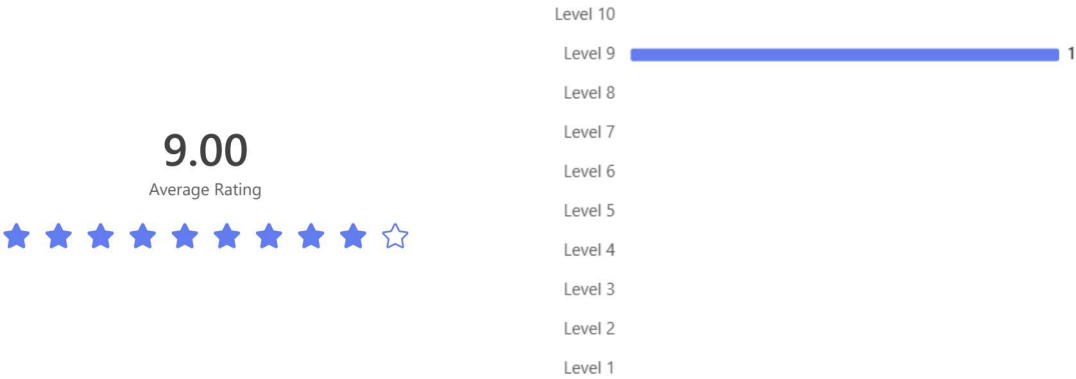 9.00
Average Rating
Level 10
Level 9 1
Level 8
Level 7
Level 6
Level 5
Level 4
Level 3
Level 2
Level 1